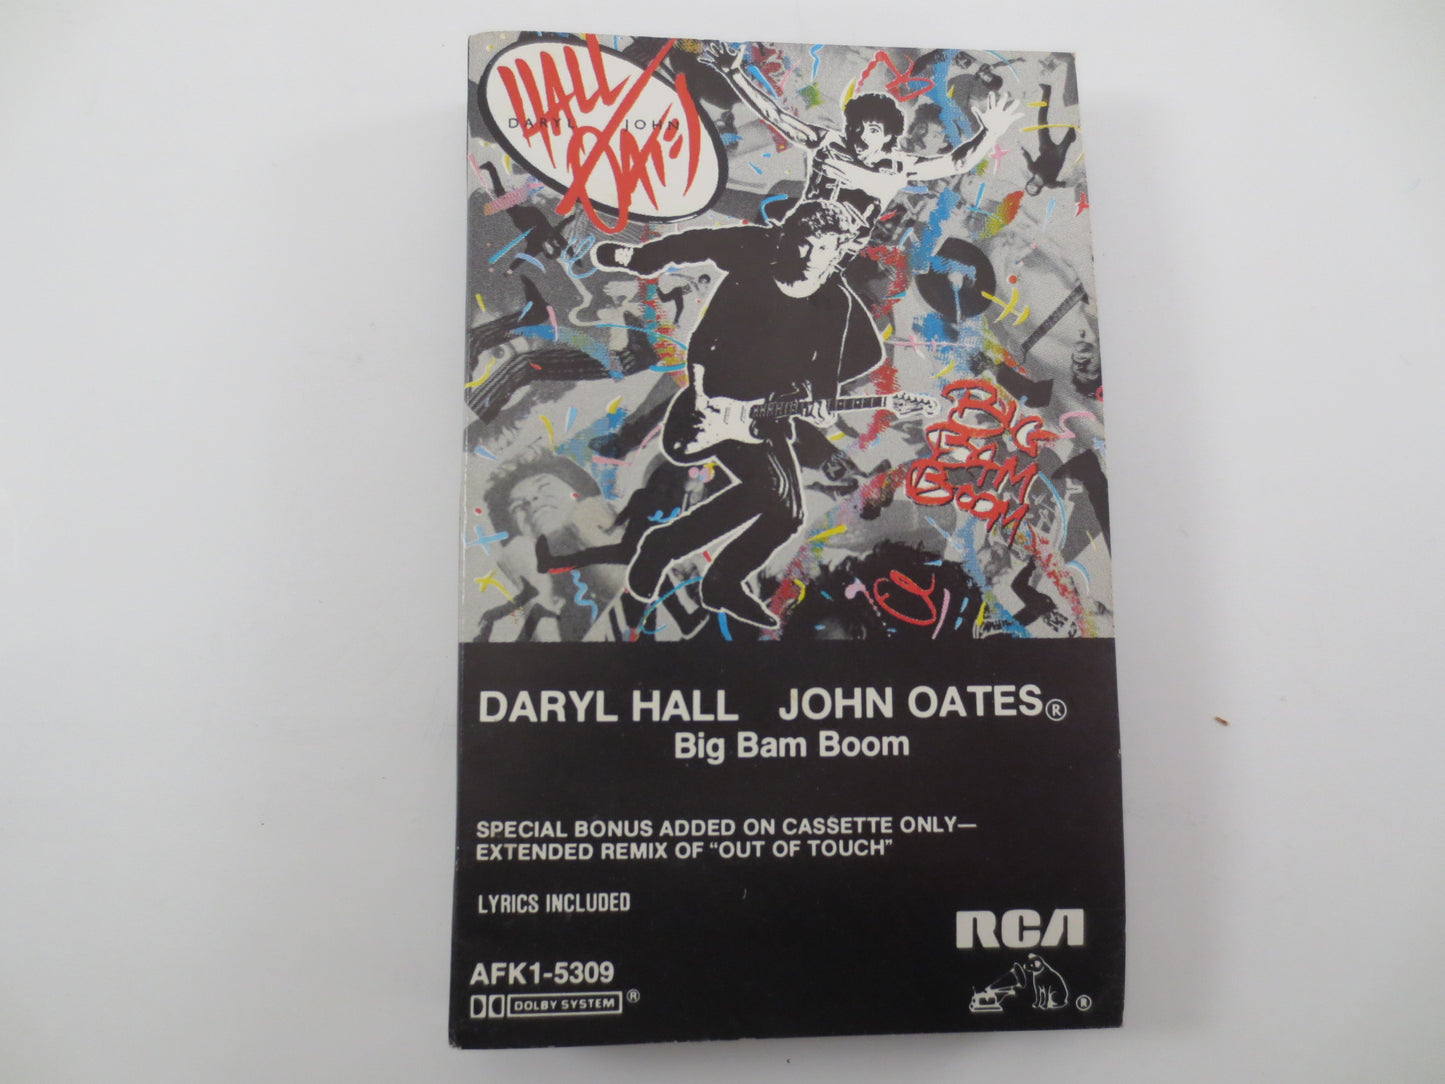 HALL
DARYL JOHN
OATES
BIG
BAM
BOOM
DARYL HALL JOHN OATES®
Big Bam Boom
SPECIAL BONUS ADDED ON CASSETTE ONLY—
EXTENDED REMIX OF "OUT OF TOUCH"
LYRICS INCLUDED
RCA
AFK1-5309
DOLBY SYSTEM ®
®